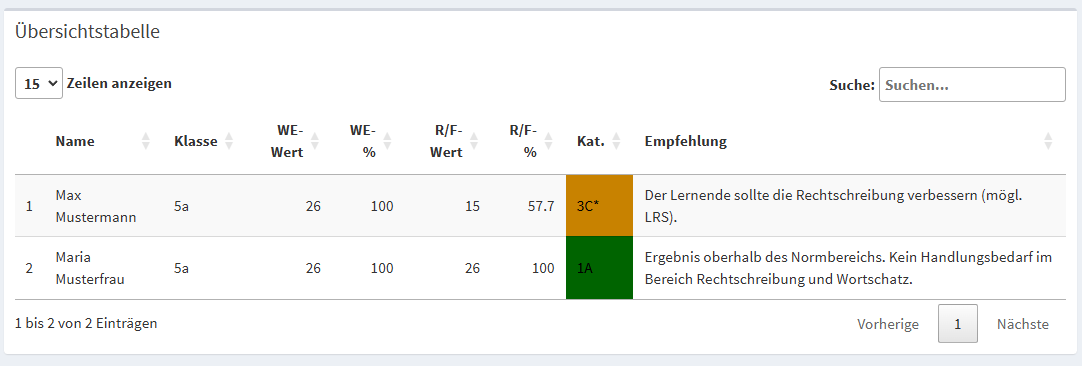 Übersichtstabelle
15 Zeilen anzeigen Suche: Suchen...
Name Klasse WE-Wert WE-% R/F-Wert R/F-% Kat. Empfehlung
1 Max Mustermann 5a 26 100 15 57.7 3C* Der Lernende sollte die Rechtschreibung verbessern (mögl. LRS).
2 Maria Musterfrau 5a 26 100 26 100 1A Ergebnis oberhalb des Normbereichs. Kein Handlungsbedarf im Bereich Rechtschreibung und Wortschatz.
1 bis 2 von 2 Einträgen Vorherige 1 Nächste